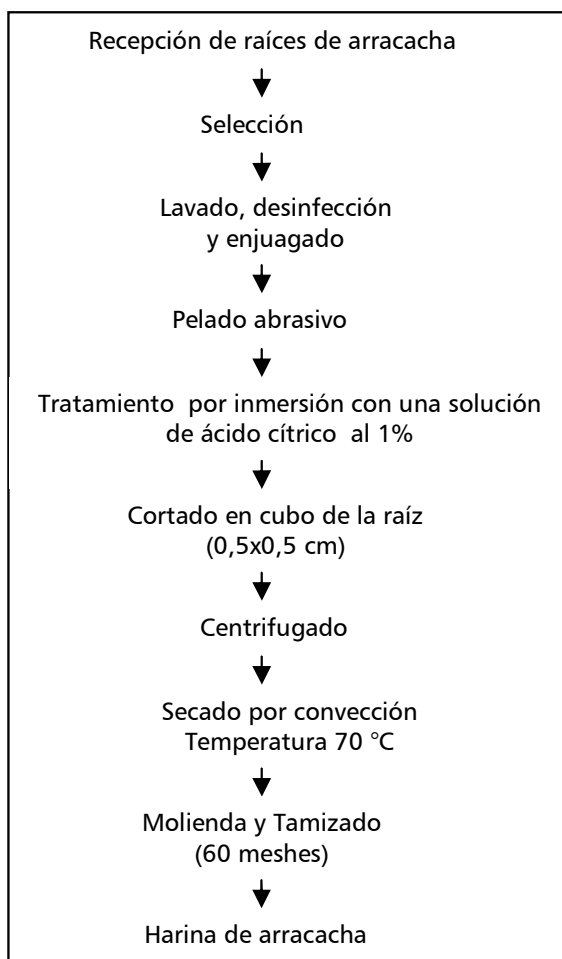 Recepción de raíces de arracacha
Selección
Lavado, desinfección
y enjuagado
Pelado abrasivo
Tratamiento por inmersión con una solución
de ácido cítrico al 1%
Cortado en cubo de la raíz
(0,5x0,5 cm)
Centrifugado
Secado por convección
Temperatura 70 °C
Molienda y Tamizado
(60 meshes)
Harina de arracacha